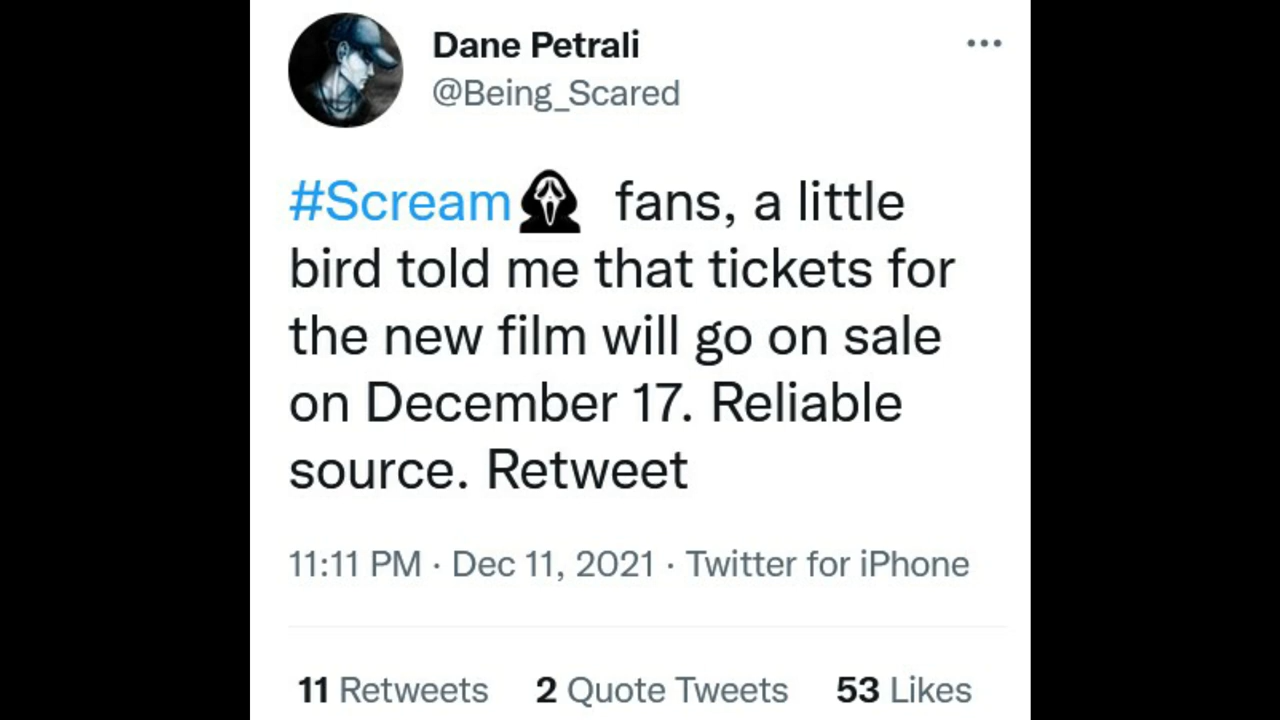 Dane Petrali
@Being_Scared
#Scream fans, a little
bird told me that tickets for
the new film will go on sale
on December 17. Reliable
source. Retweet
11:11 PM · Dec 11, 2021 · Twitter for iPhone
11 Retweets 2 Quote Tweets 53 Likes